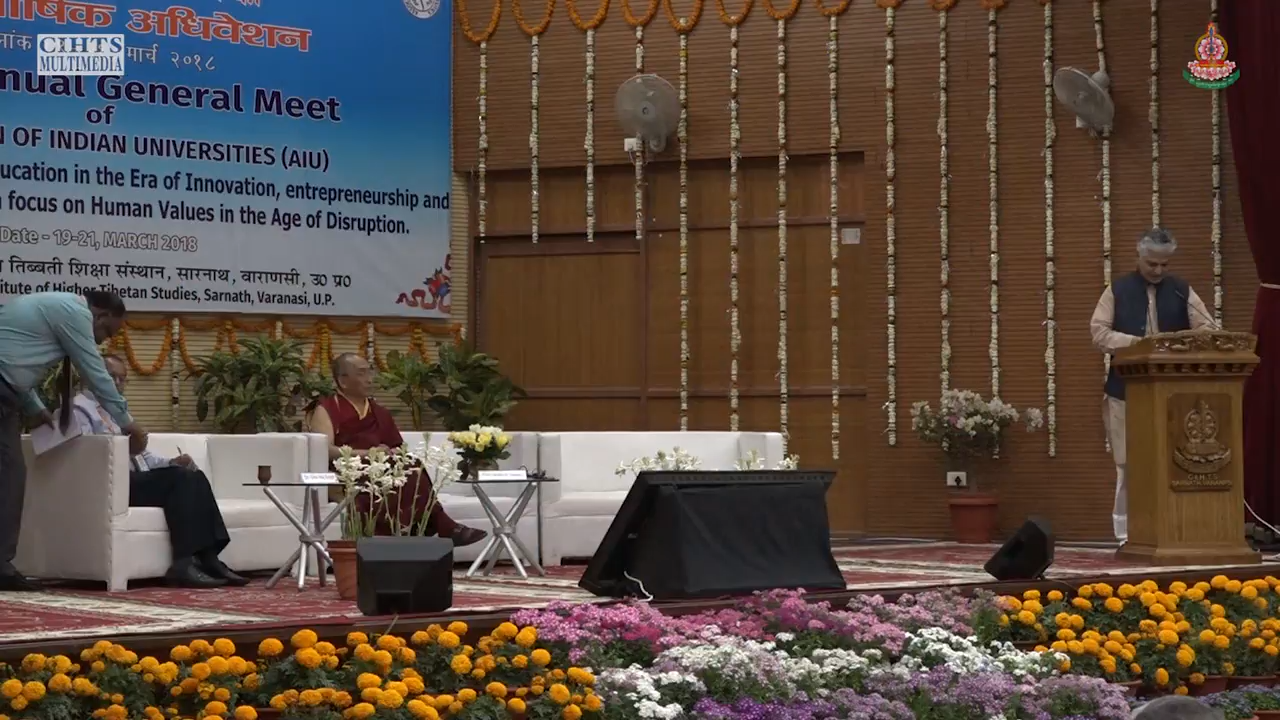 षिक अधिवेशन
मार्च २०१८
CIHTS
MULTIMEDIA
nual General Meet
of
N OF INDIAN UNIVERSITIES (AIU)
ucation in the Era of Innovation, entrepreneurship and
focus on Human Values in the Age of Disruption.
Date - 19-21, MARCH 2018
तिब्बती शिक्षा संस्थान, सारनाथ, वाराणसी, उ० प्र०
itute of Higher Tibetan Studies, Sarnath, Varanasi, U.P.
C.I.H.T.S.
SARNATH VARANASI